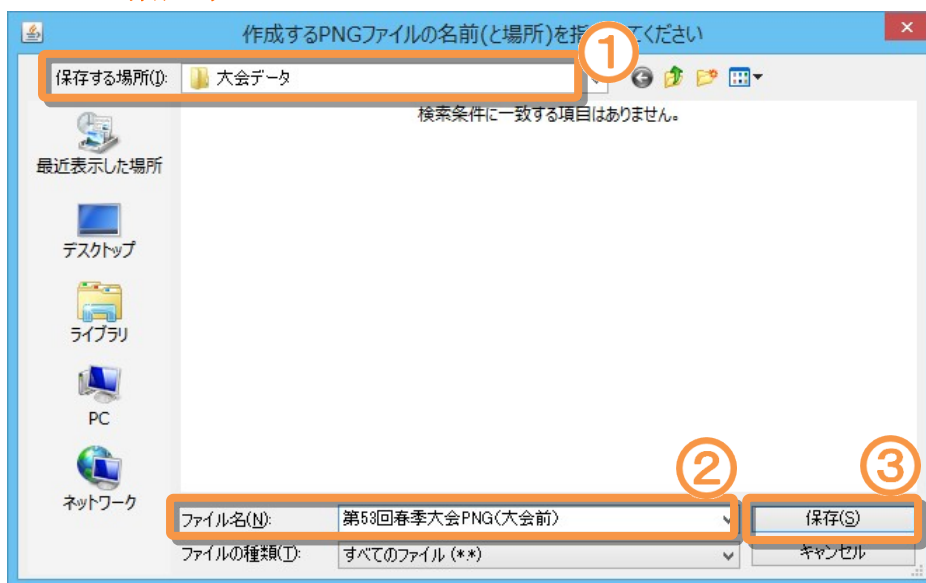 作成するPNGファイルの名前(と場所)を指 てください
①
保存する場所(I): 大会データ
検索条件に一致する項目はありません。
最近表示した場所
デスクトップ
ライブラリ
PC
ネットワーク
②
③
ファイル名(N): 第53回春季大会PNG(大会前)
保存(S)
ファイルの種類(T): すべてのファイル (*.*)
キャンセル